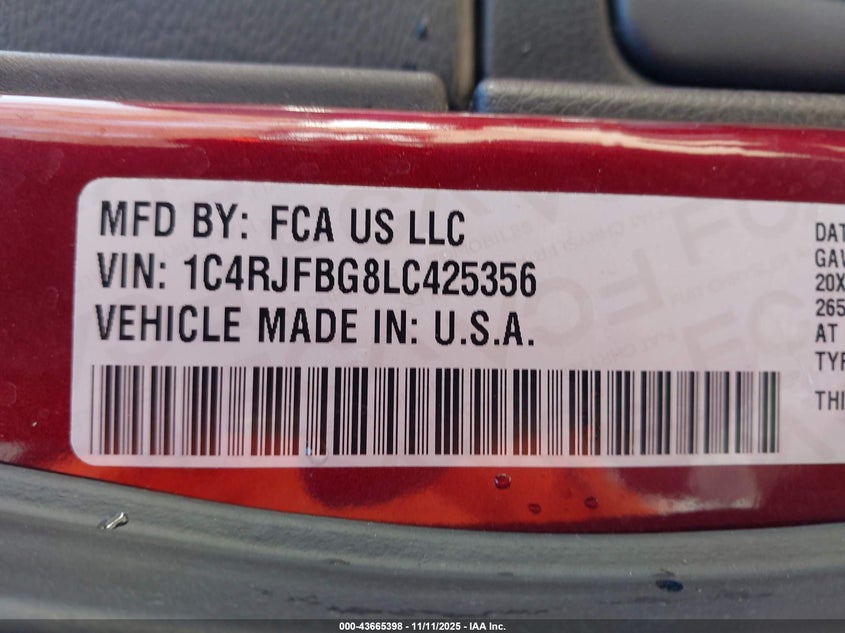 MFD BY: FCA US LLC
VIN: 1C4RJFBG8LC425356
VEHICLE MADE IN: U.S.A.
DAT
GAV
20X
265
AT
TYP
THI
000-43665398 - 11/11/2025 - IAA Inc.